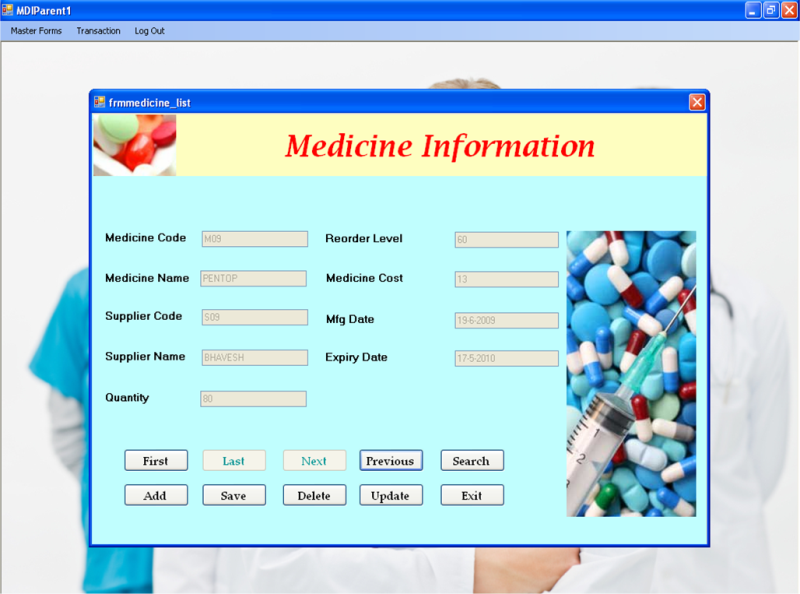 MDIParent1
Master Forms Transaction Log Out
frmmedicine_list
Medicine Information
Medicine Code M09 Reorder Level 60
Medicine Name PENTOP Medicine Cost 13
Supplier Code S09 Mfg Date 19-6-2009
Supplier Name BHAVESH Expiry Date 17-5-2010
Quantity 80
First Last Next Previous Search
Add Save Delete Update Exit
1
2